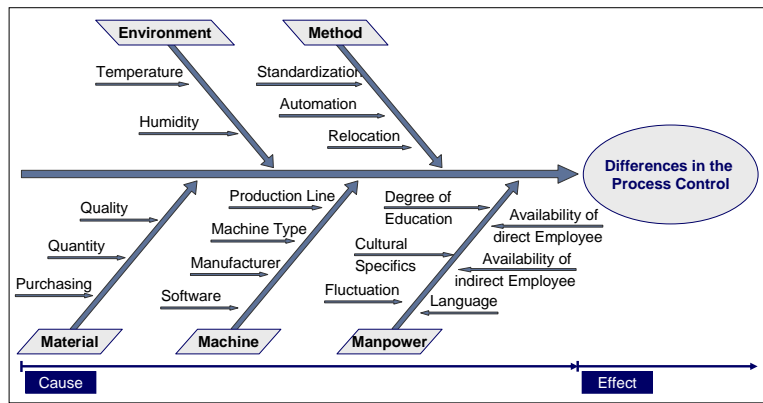 Environment
Method
Temperature
Standardization
Automation
Humidity
Relocation
Differences in the
Process Control
Quality
Production Line
Degree of
Education
Availability of
direct Employee
Quantity
Machine Type
Cultural
Specifics
Availability of
indirect Employee
Purchasing
Manufacturer
Fluctuation
Software
Language
Material
Machine
Manpower
Cause
Effect